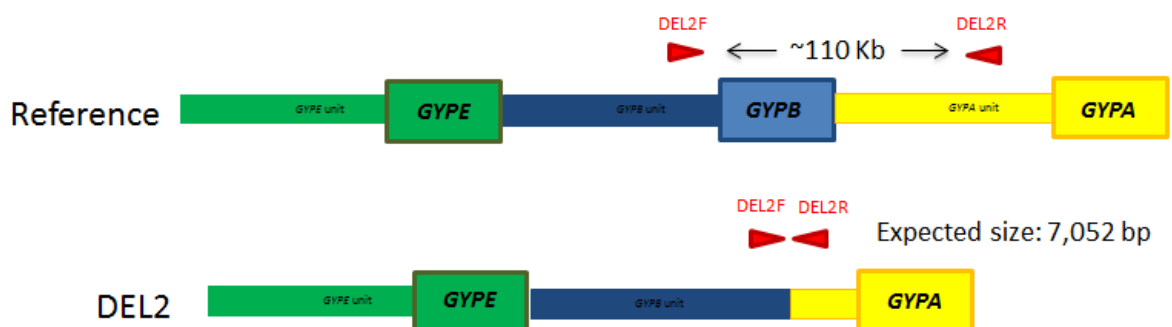 DEL2F
DEL2R
~110 Kb
Reference
GYPE unit
GYPE
GYPB unit
GYPB
GYPA unit
GYPA
DEL2F
DEL2R
Expected size: 7,052 bp
DEL2
GYPE unit
GYPE
GYPB unit
GYPA